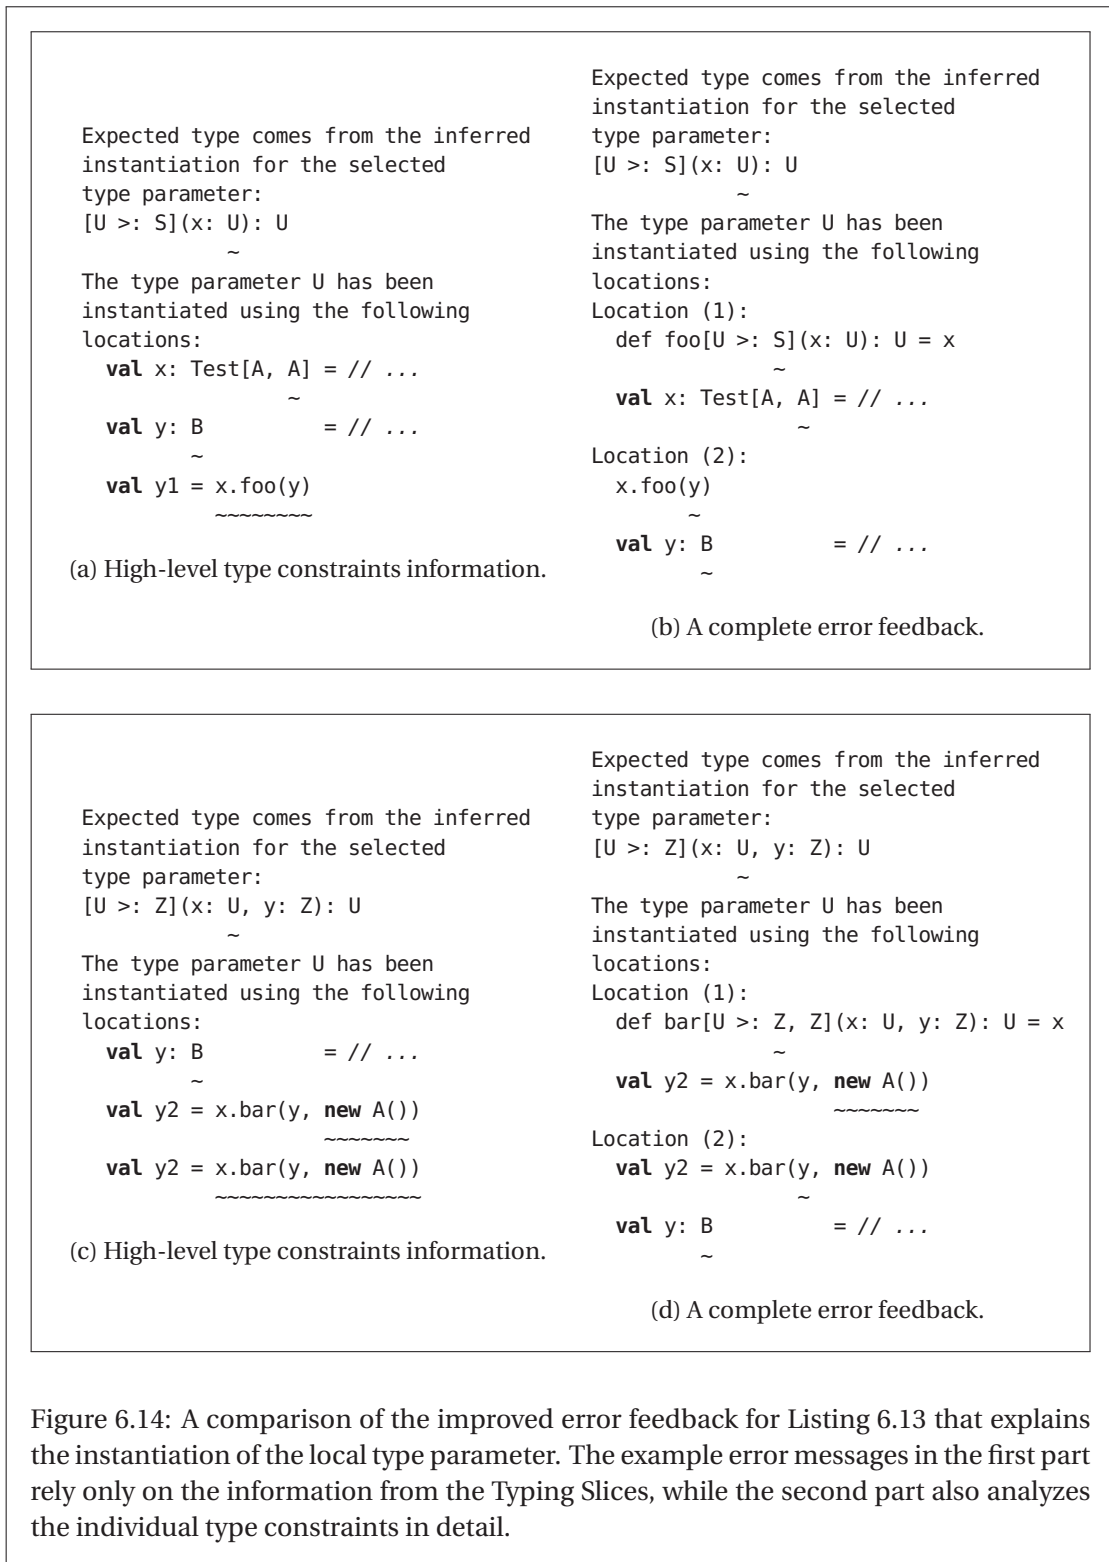 Expected type comes from the inferred
instantiation for the selected
type parameter:
[U >: S](x: U): U
~
The type parameter U has been
instantiated using the following
locations:
val x: Test[A, A] = // ...
~
val y: B = // ...
~
val y1 = x.foo(y)
~~~~~~~~
(a) High-level type constraints information.
Expected type comes from the inferred
instantiation for the selected
type parameter:
[U >: S](x: U): U
~
The type parameter U has been
instantiated using the following
locations:
Location (1):
def foo[U >: S](x: U): U = x
~
val x: Test[A, A] = // ...
~
Location (2):
x.foo(y)
~
val y: B = // ...
~
(b) A complete error feedback.
Expected type comes from the inferred
instantiation for the selected
type parameter:
[U >: Z](x: U, y: Z): U
~
The type parameter U has been
instantiated using the following
locations:
val y: B = // ...
~
val y2 = x.bar(y, new A())
~~~~~~~
val y2 = x.bar(y, new A())
~~~~~~~~~~~~~~~~~
(c) High-level type constraints information.
Expected type comes from the inferred
instantiation for the selected
type parameter:
[U >: Z](x: U, y: Z): U
~
The type parameter U has been
instantiated using the following
locations:
Location (1):
def bar[U >: Z, Z](x: U, y: Z): U = x
~
val y2 = x.bar(y, new A())
~~~~~~~
Location (2):
val y2 = x.bar(y, new A())
~
val y: B = // ...
~
(d) A complete error feedback.
Figure 6.14: A comparison of the improved error feedback for Listing 6.13 that explains
the instantiation of the local type parameter. The example error messages in the first part
rely only on the information from the Typing Slices, while the second part also analyzes
the individual type constraints in detail.